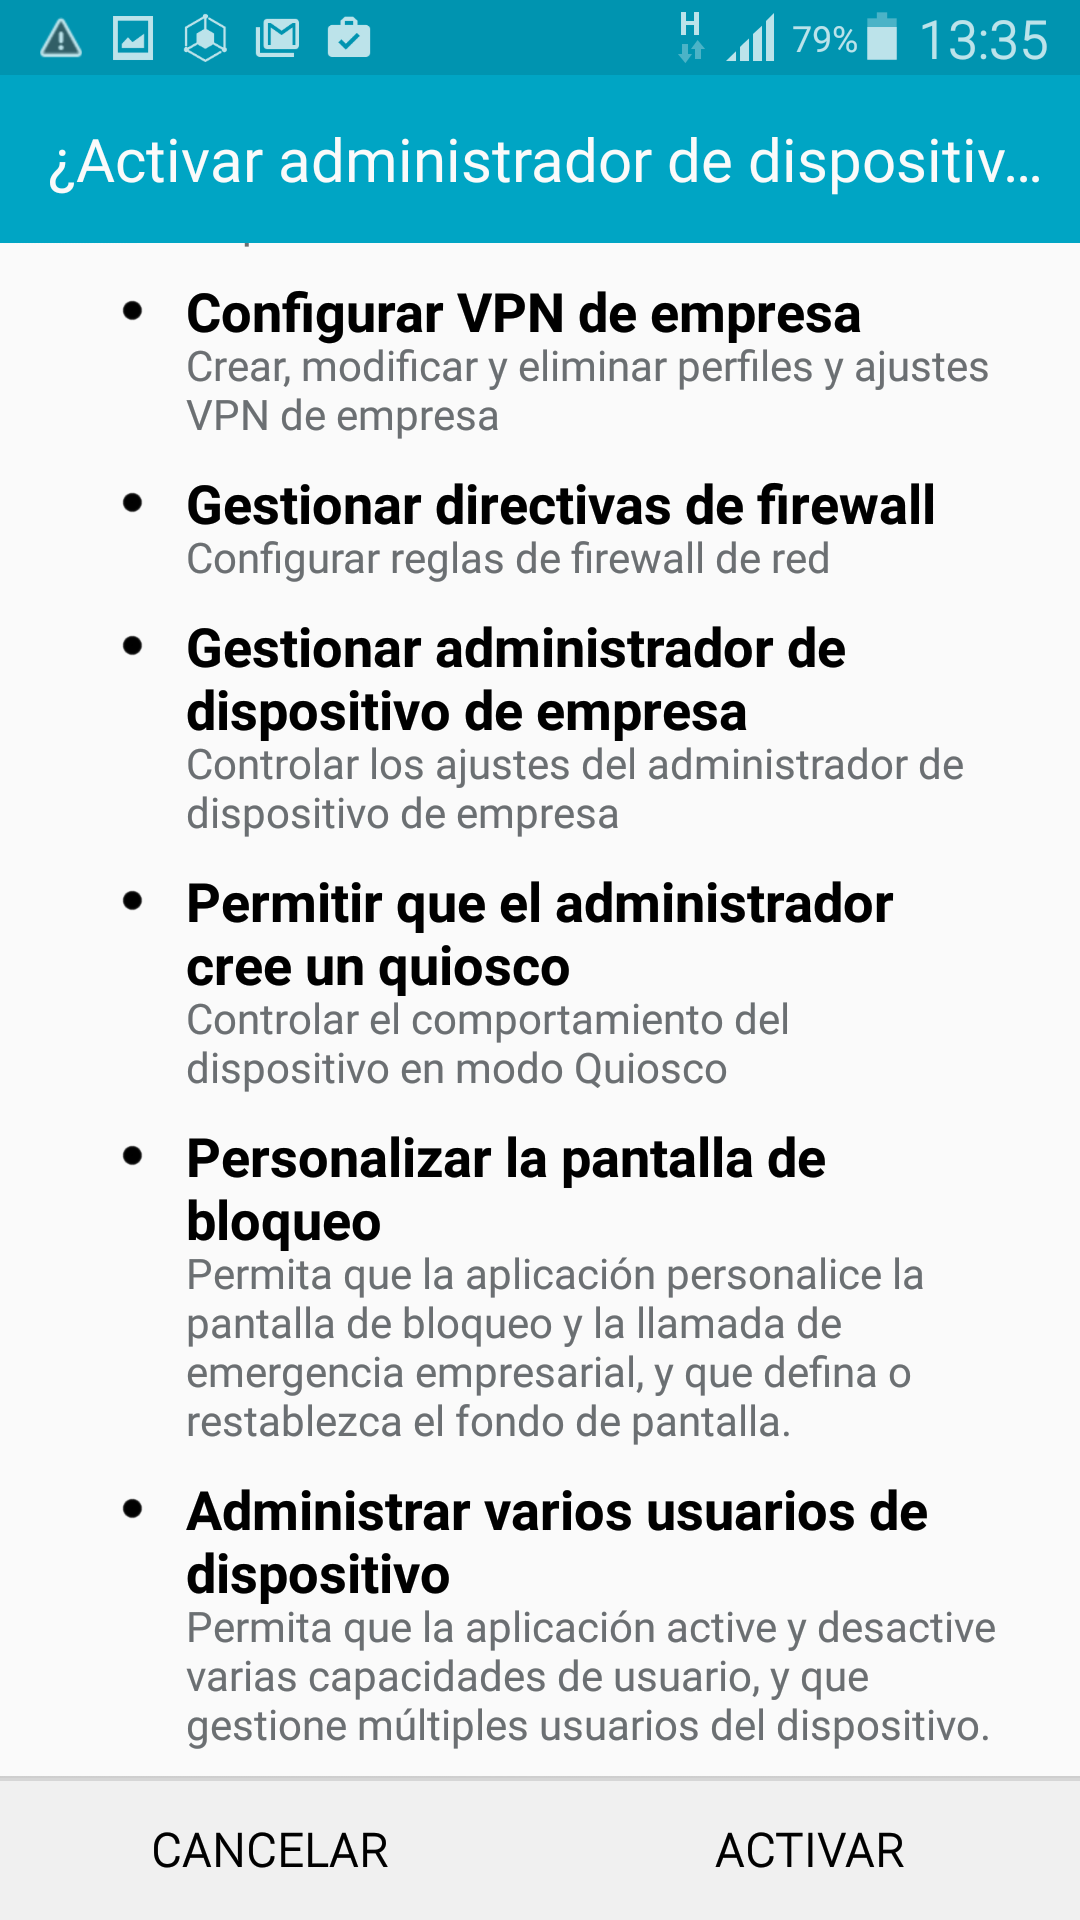 H
79%
13:35
¿Activar administrador de dispositiv...
Configurar VPN de empresa
Crear, modificar y eliminar perfiles y ajustes
VPN de empresa
Gestionar directivas de firewall
Configurar reglas de firewall de red
Gestionar administrador de
dispositivo de empresa
Controlar los ajustes del administrador de
dispositivo de empresa
Permitir que el administrador
cree un quiosco
Controlar el comportamiento del
dispositivo en modo Quiosco
Personalizar la pantalla de
bloqueo
Permita que la aplicación personalice la
pantalla de bloqueo y la llamada de
emergencia empresarial, y que defina o
restablezca el fondo de pantalla.
Administrar varios usuarios de
dispositivo
Permita que la aplicación active y desactive
varias capacidades de usuario, y que
gestione múltiples usuarios del dispositivo.
CANCELAR
ACTIVAR